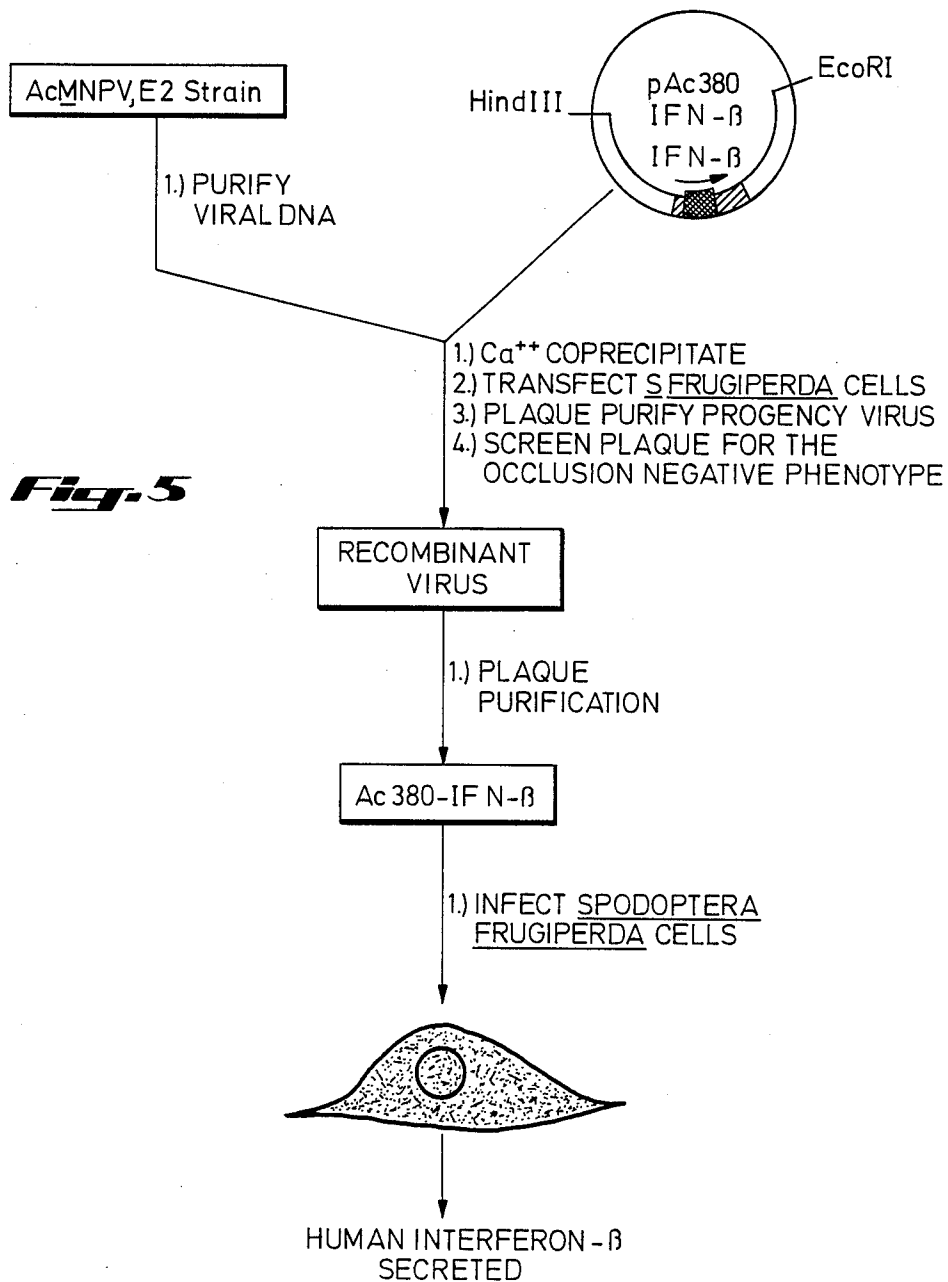 AcMNPV, E2 Strain
HindIII
EcoRI
pAc380
IFN-β
IFN-β
1.) PURIFY
VIRAL DNA
1.) Ca++ COPRECIPITATE
2.) TRANSFECT S FRUGIPERDA CELLS
3.) PLAQUE PURIFY PROGENCY VIRUS
4.) SCREEN PLAQUE FOR THE
OCCLUSION NEGATIVE PHENOTYPE
Fig. 5
RECOMBINANT
VIRUS
1.) PLAQUE
PURIFICATION
Ac380-IFN-β
1.) INFECT SPODOPTERA
FRUGIPERDA CELLS
HUMAN INTERFERON-β
SECRETED